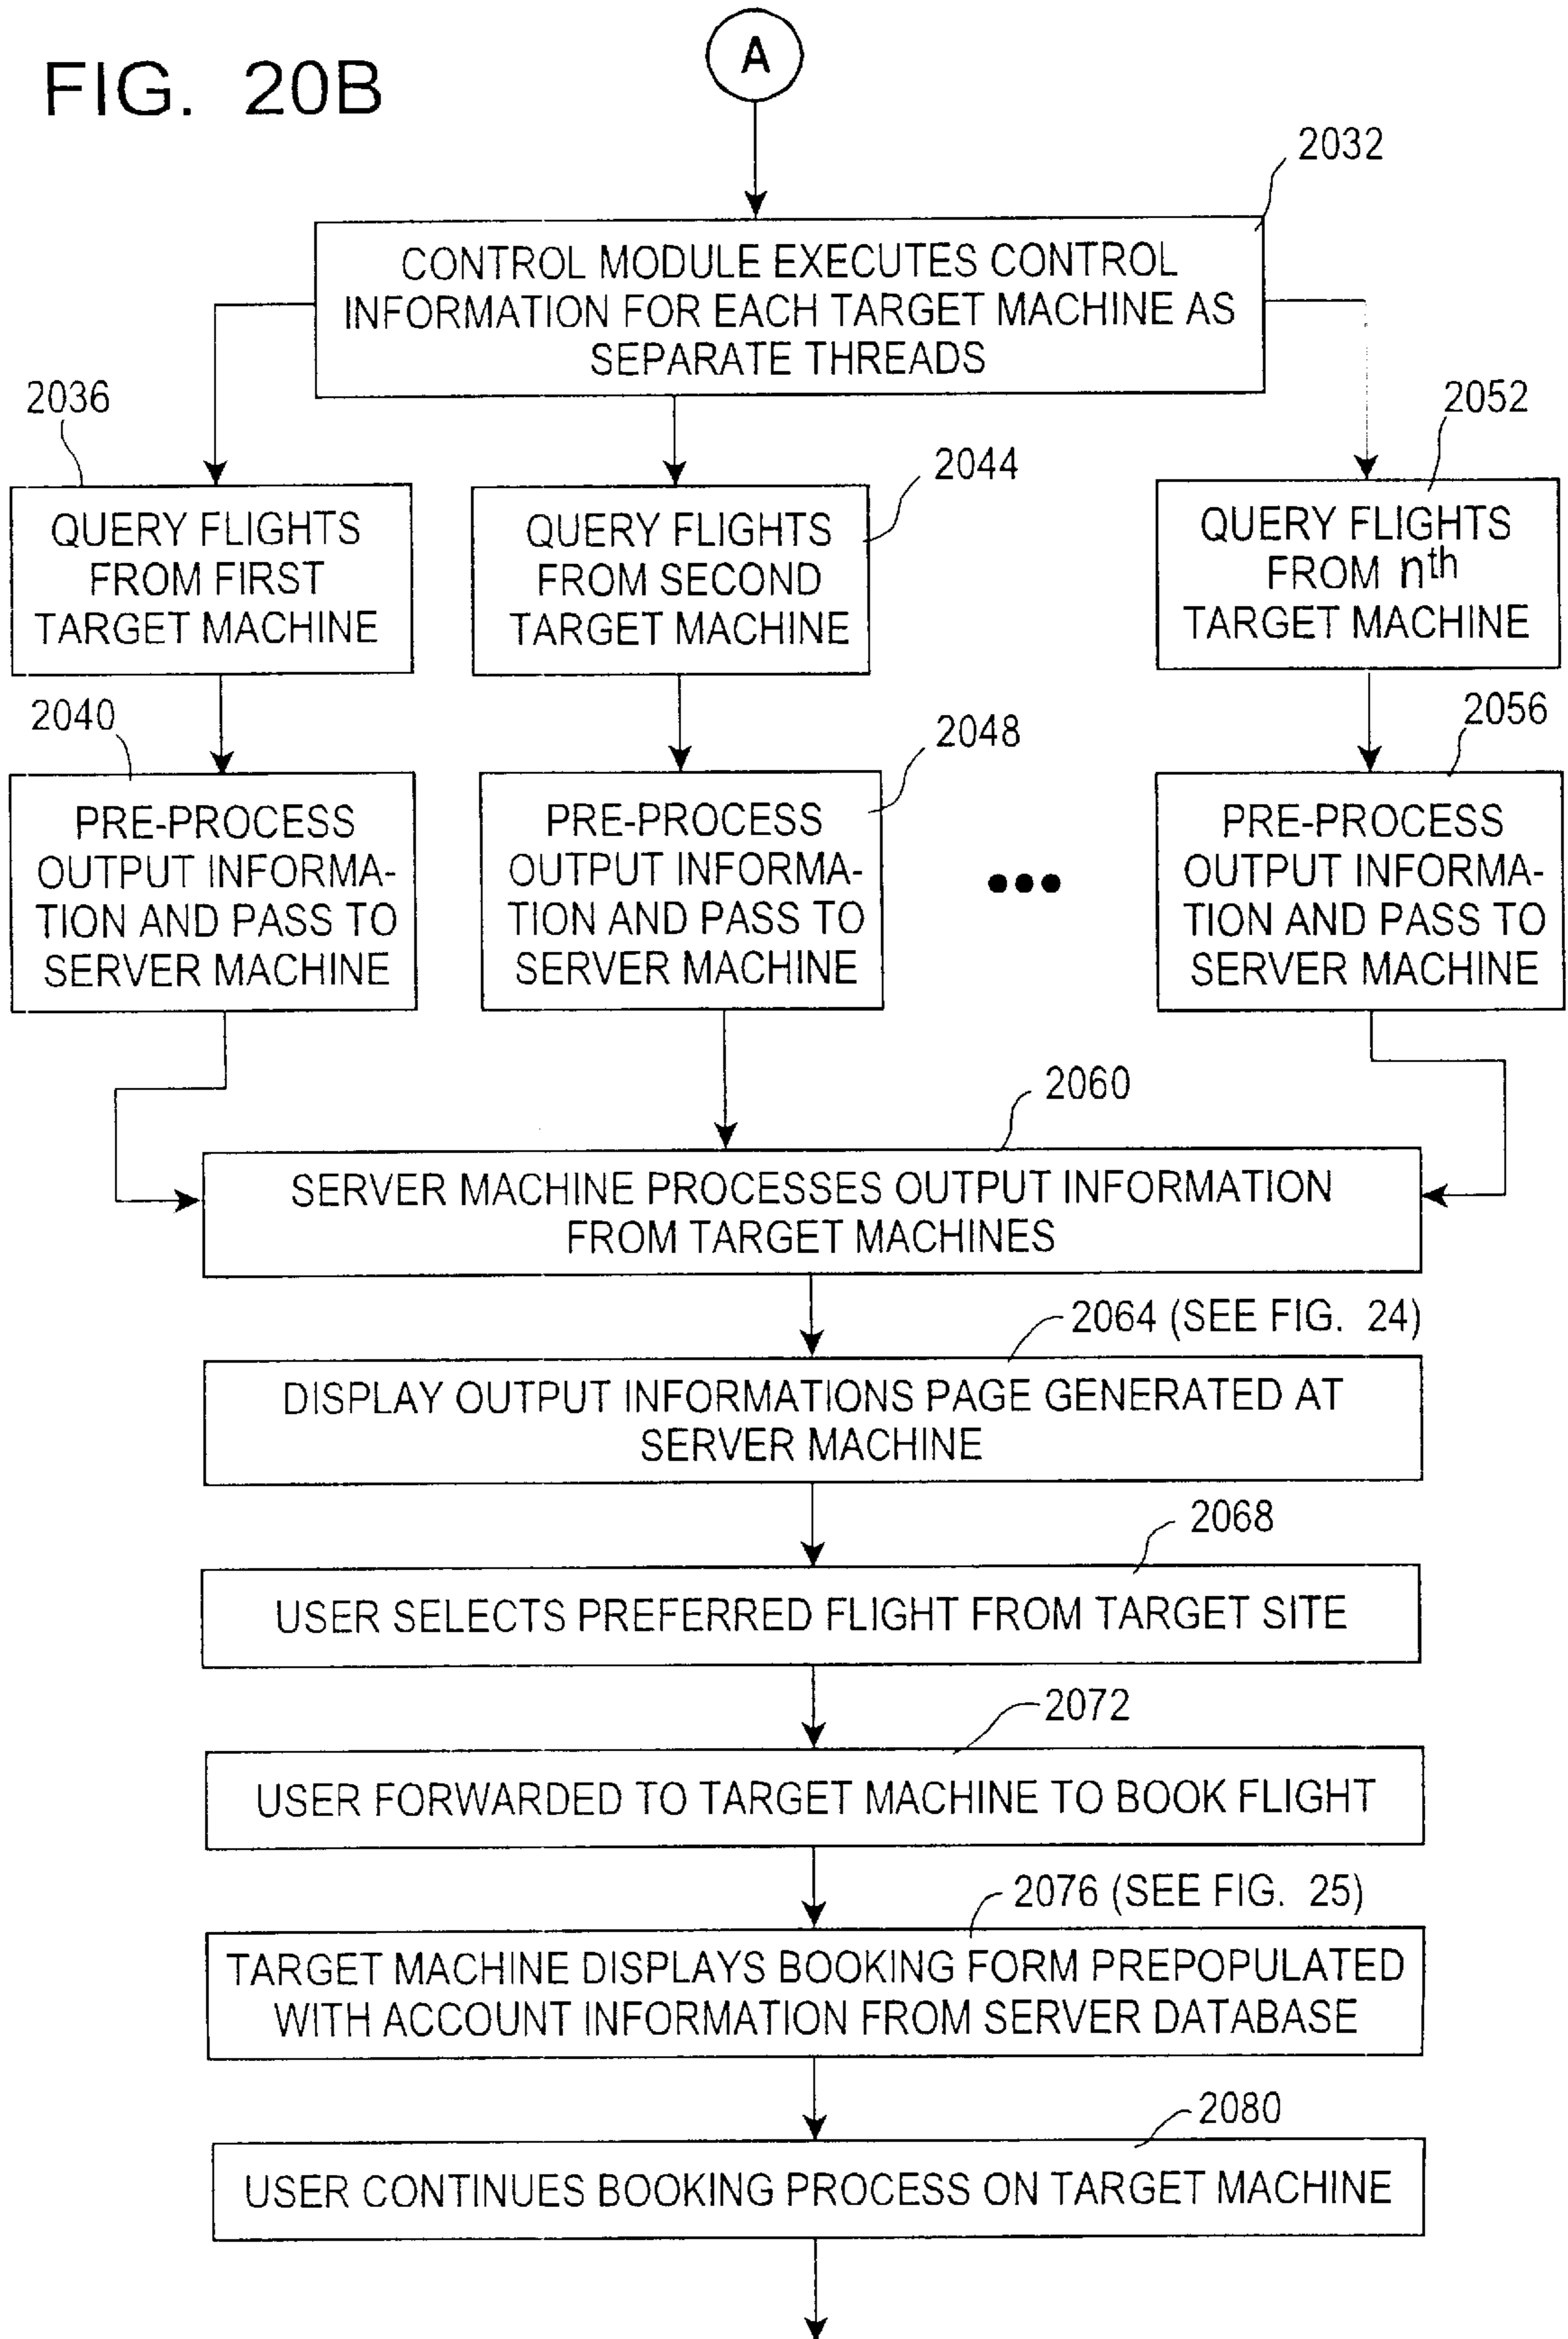 FIG. 20B
A
2032
CONTROL MODULE EXECUTES CONTROL
INFORMATION FOR EACH TARGET MACHINE AS
SEPARATE THREADS
2036
QUERY FLIGHTS
FROM FIRST
TARGET MACHINE
2044
QUERY FLIGHTS
FROM SECOND
TARGET MACHINE
2052
QUERY FLIGHTS
FROM nth
TARGET MACHINE
2040
PRE-PROCESS
OUTPUT INFORMA-
TION AND PASS TO
SERVER MACHINE
2048
PRE-PROCESS
OUTPUT INFORMA-
TION AND PASS TO
SERVER MACHINE
•••
2056
PRE-PROCESS
OUTPUT INFORMA-
TION AND PASS TO
SERVER MACHINE
2060
SERVER MACHINE PROCESSES OUTPUT INFORMATION
FROM TARGET MACHINES
2064 (SEE FIG. 24)
DISPLAY OUTPUT INFORMATIONS PAGE GENERATED AT
SERVER MACHINE
2068
USER SELECTS PREFERRED FLIGHT FROM TARGET SITE
2072
USER FORWARDED TO TARGET MACHINE TO BOOK FLIGHT
2076 (SEE FIG. 25)
TARGET MACHINE DISPLAYS BOOKING FORM PREPOPULATED
WITH ACCOUNT INFORMATION FROM SERVER DATABASE
2080
USER CONTINUES BOOKING PROCESS ON TARGET MACHINE